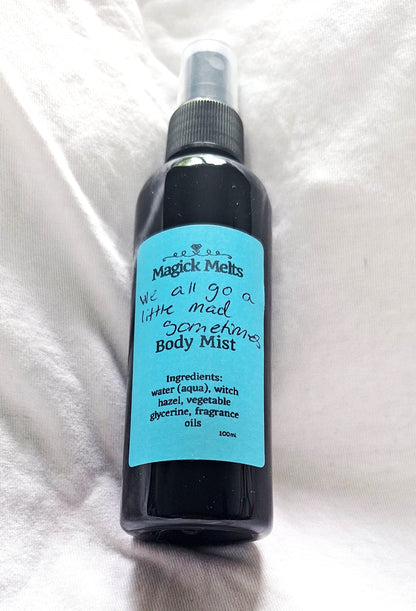 Magick Melts
We all go a
little mad
Sometimes
Body Mist
Ingredients:
water (aqua), witch
hazel, vegetable
glycerine, fragrance
oils
100mL